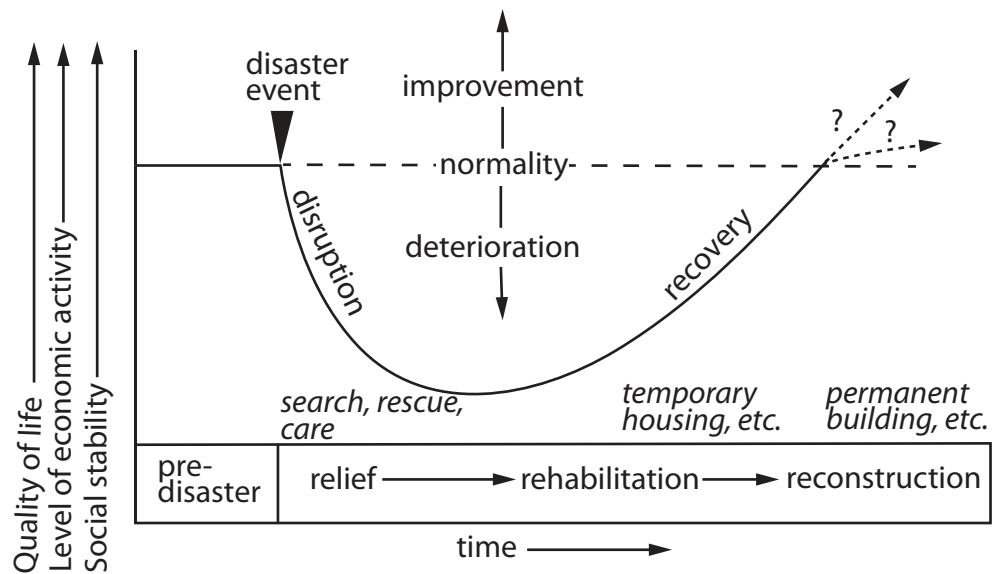 Quality of life
Level of economic activity
Social stability
disaster
event
improvement
normality
deterioration
disruption
recovery
?
?
search, rescue,
care
temporary
housing, etc.
permanent
building, etc.
pre-
disaster
relief
rehabilitation
reconstruction
time